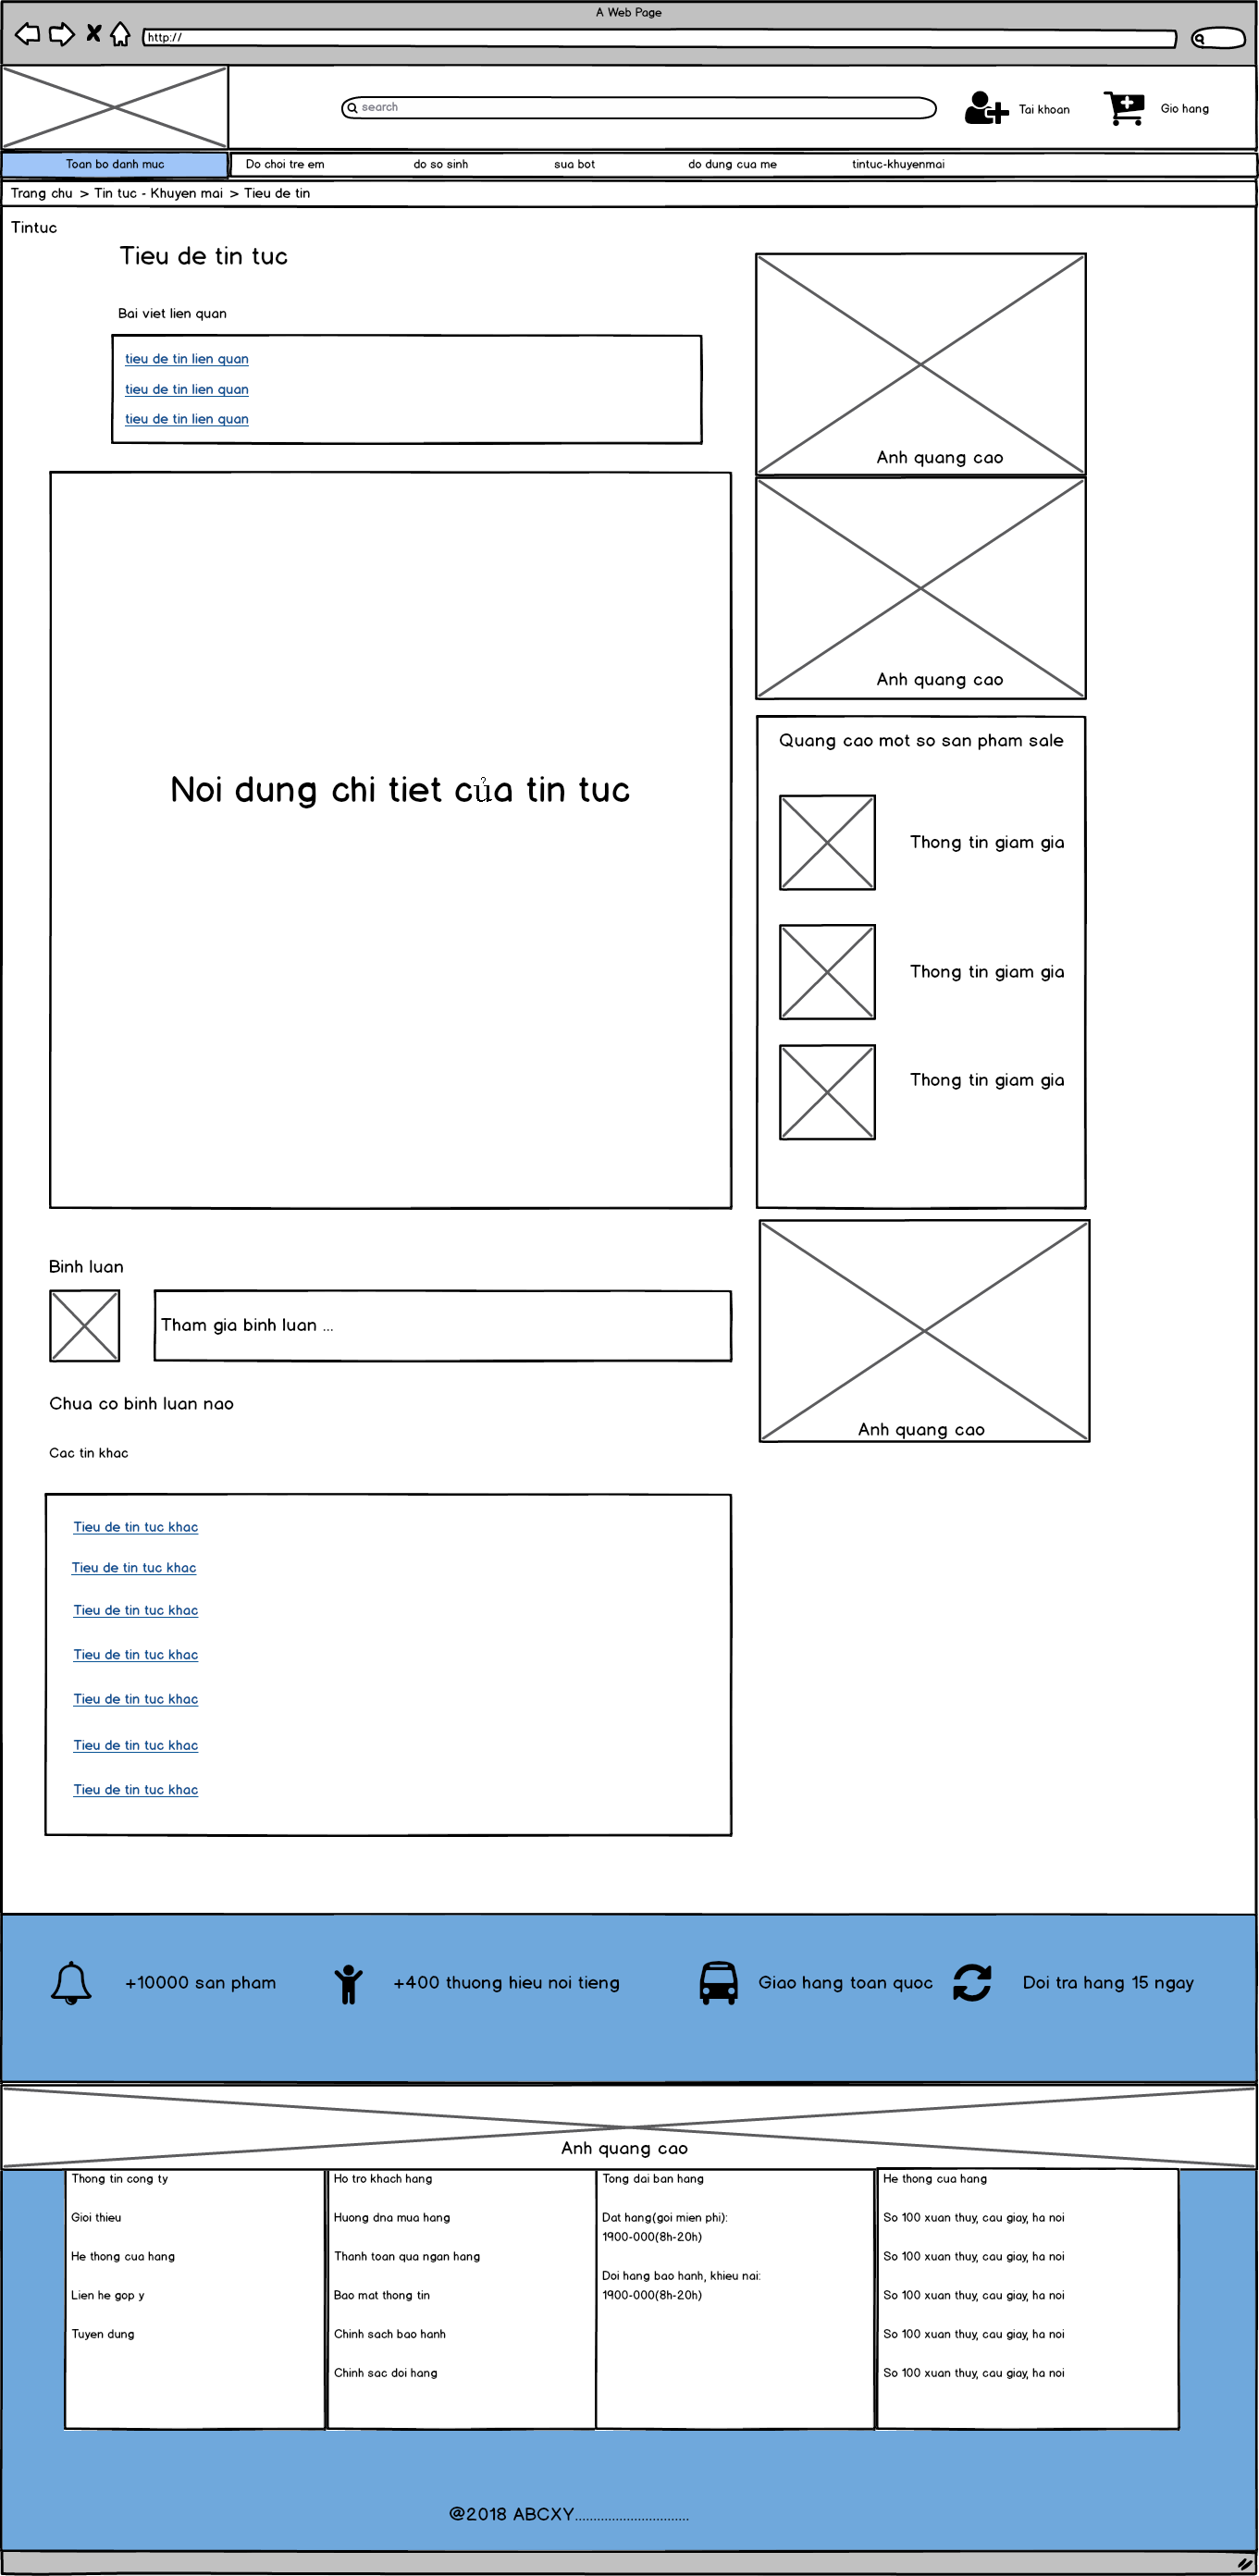 A Web Page
http://
search
Tai khoan
Gio hang
Toan bo danh muc
Do choi tre em
do so sinh
sua bot
do dung cua me
tintuc-khuyenmai
Trang chu > Tin tuc - Khuyen mai > Tieu de tin
Tintuc
Tieu de tin tuc
Bai viet lien quan
tieu de tin lien quan
tieu de tin lien quan
tieu de tin lien quan
Noi dung chi tiet của tin tuc
Binh luan
Tham gia binh luan ...
Chua co binh luan nao
Cac tin khac
Tieu de tin tuc khac
Tieu de tin tuc khac
Tieu de tin tuc khac
Tieu de tin tuc khac
Tieu de tin tuc khac
Tieu de tin tuc khac
Tieu de tin tuc khac
Anh quang cao
Anh quang cao
Quang cao mot so san pham sale
Thong tin giam gia
Thong tin giam gia
Thong tin giam gia
Anh quang cao
+10000 san pham
+400 thuong hieu noi tieng
Giao hang toan quoc
Doi tra hang 15 ngay
Anh quang cao
Thong tin cong ty
Gioi thieu
He thong cua hang
Lien he gop y
Tuyen dung
Ho tro khach hang
Huong dna mua hang
Thanh toan qua ngan hang
Bao mat thong tin
Chinh sach bao hanh
Chinh sac doi hang
Tong dai ban hang
Dat hang(goi mien phi):
1900-000(8h-20h)
Doi hang bao hanh, khieu nai:
1900-000(8h-20h)
He thong cua hang
So 100 xuan thuy, cau giay, ha noi
So 100 xuan thuy, cau giay, ha noi
So 100 xuan thuy, cau giay, ha noi
So 100 xuan thuy, cau giay, ha noi
So 100 xuan thuy, cau giay, ha noi
@2018 ABCXY...............................